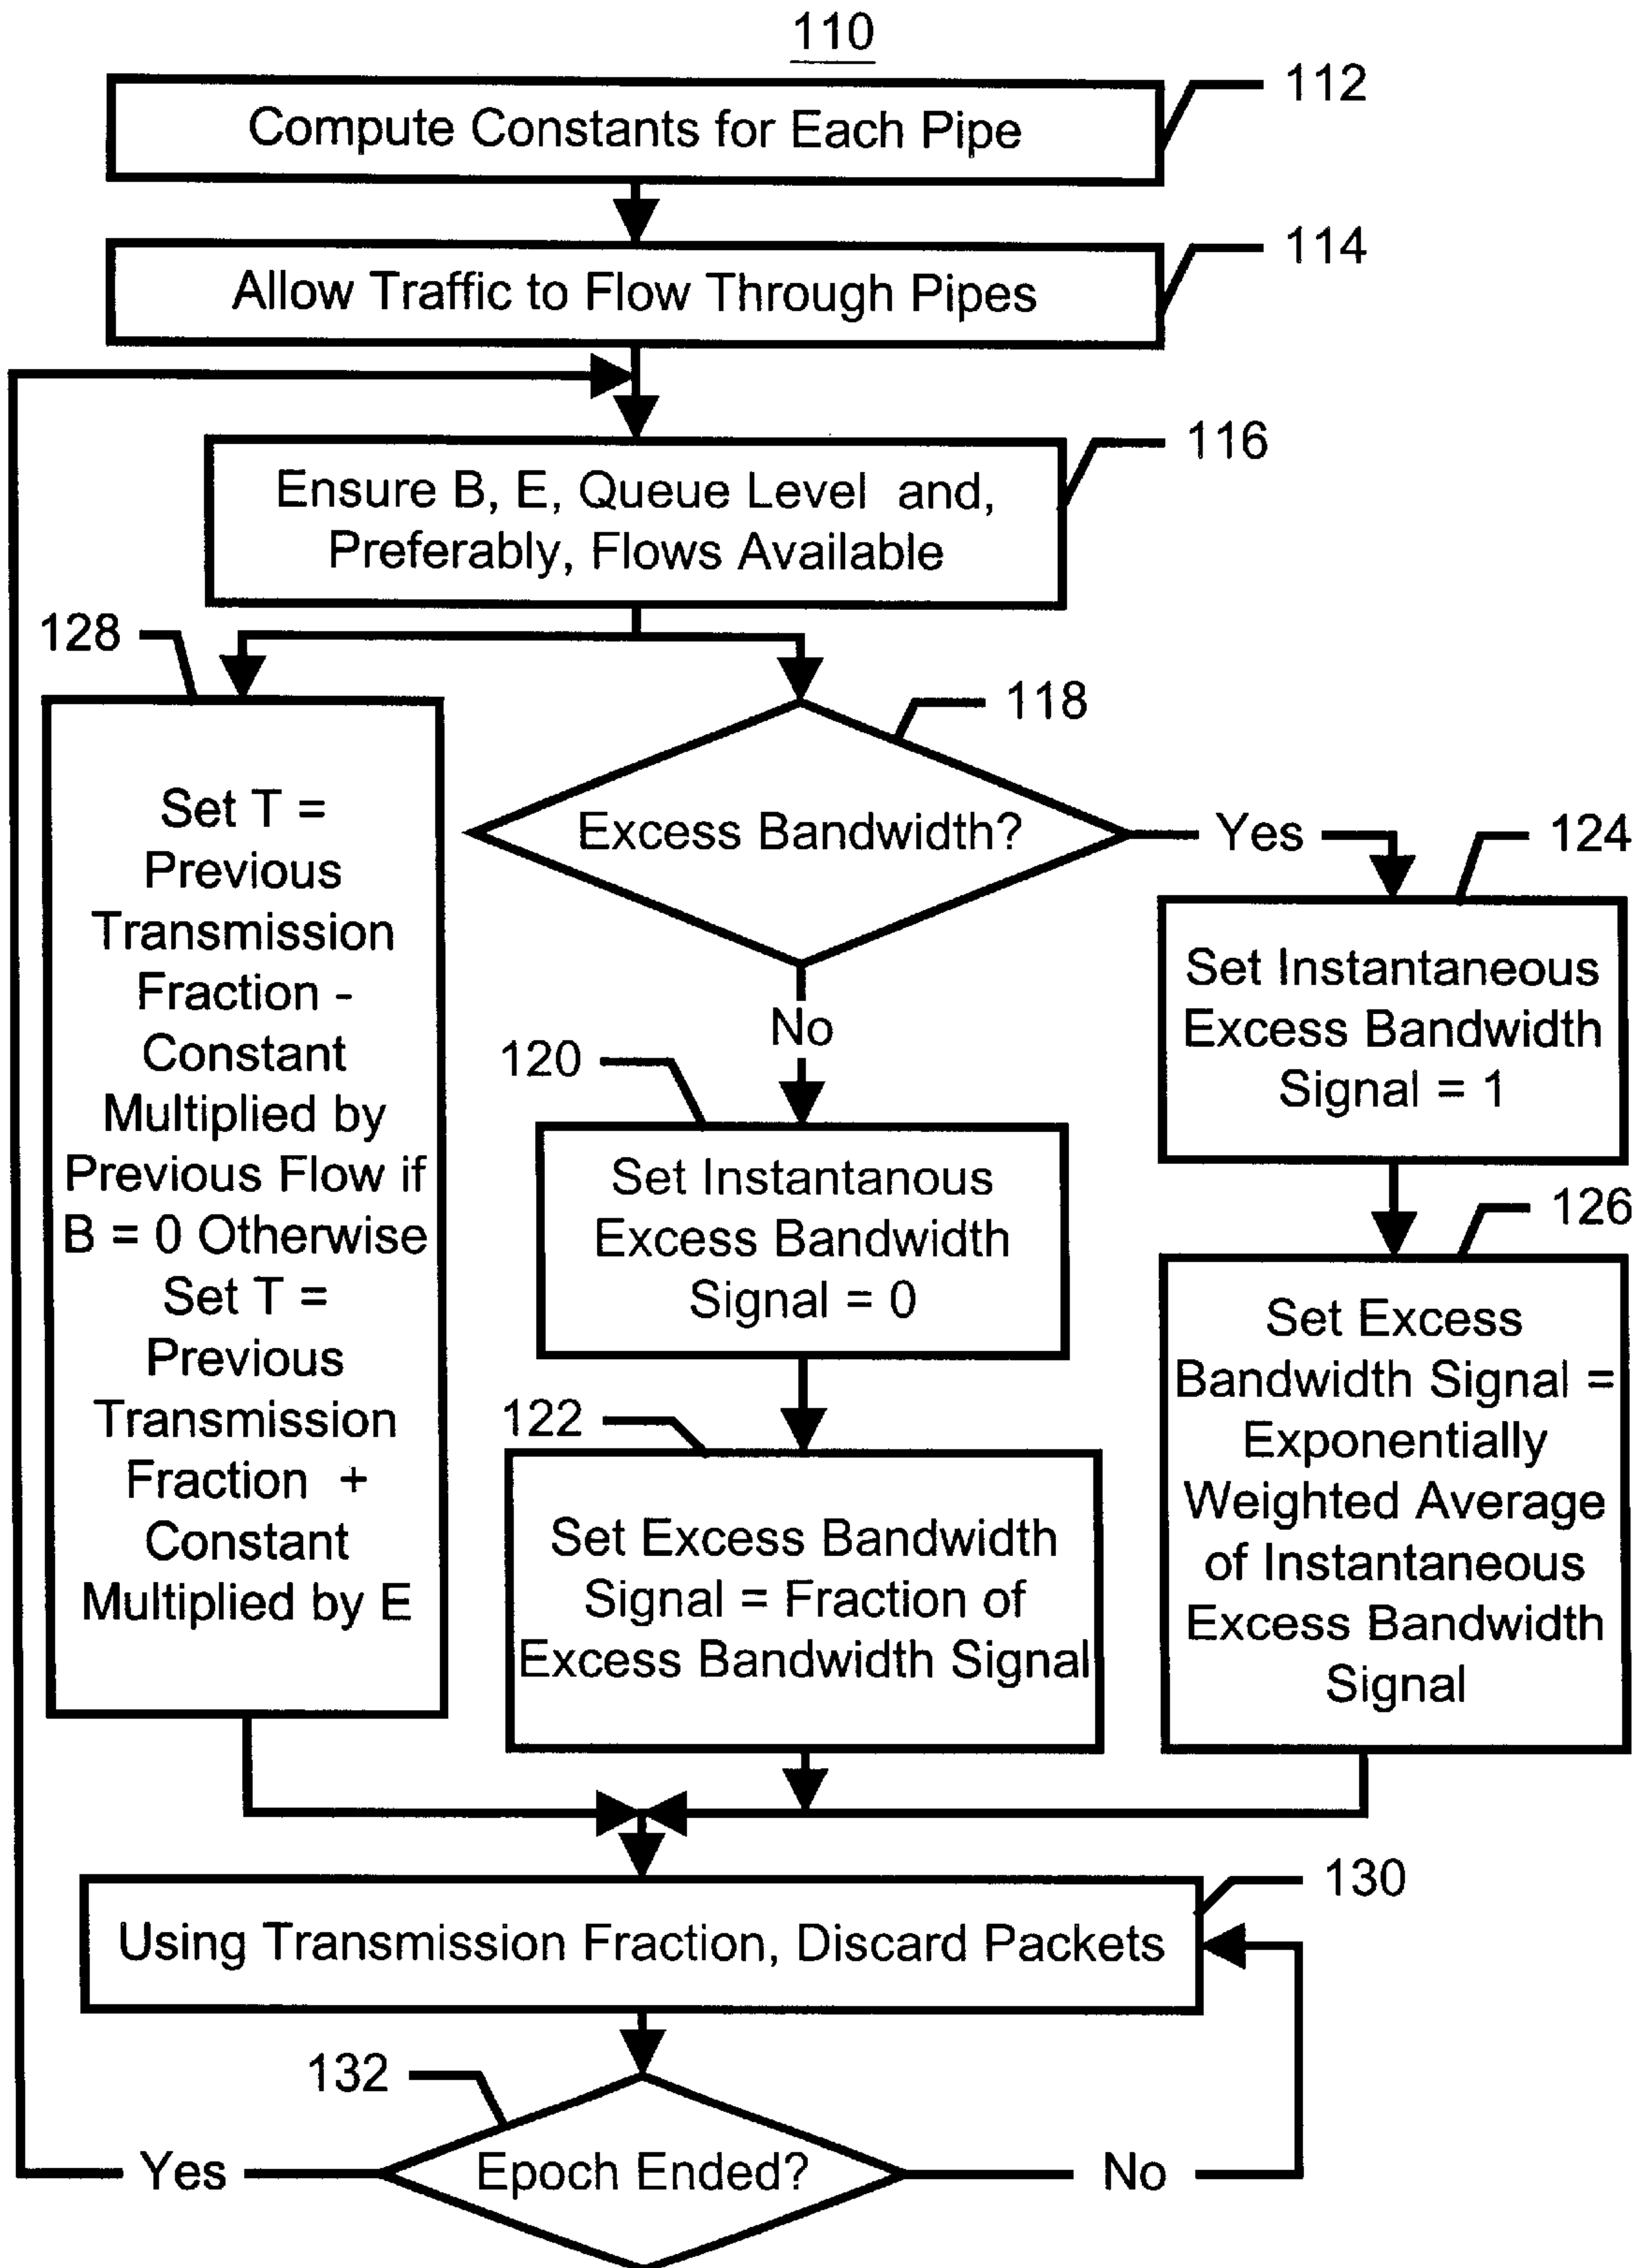 110
Compute Constants for Each Pipe
112
Allow Traffic to Flow Through Pipes
114
Ensure B, E, Queue Level and,
Preferably, Flows Available
116
128
Set T =
Previous
Transmission
Fraction -
Constant
Multiplied by
Previous Flow if
B = 0 Otherwise
Set T =
Previous
Transmission
Fraction +
Constant
Multiplied by E
118
Excess Bandwidth?
Yes
No
124
Set Instantaneous
Excess Bandwidth
Signal = 1
120
Set Instantanous
Excess Bandwidth
Signal = 0
126
Set Excess
Bandwidth Signal =
Exponentially
Weighted Average
of Instantaneous
Excess Bandwidth
Signal
122
Set Excess Bandwidth
Signal = Fraction of
Excess Bandwidth Signal
130
Using Transmission Fraction, Discard Packets
132
Yes
Epoch Ended?
No